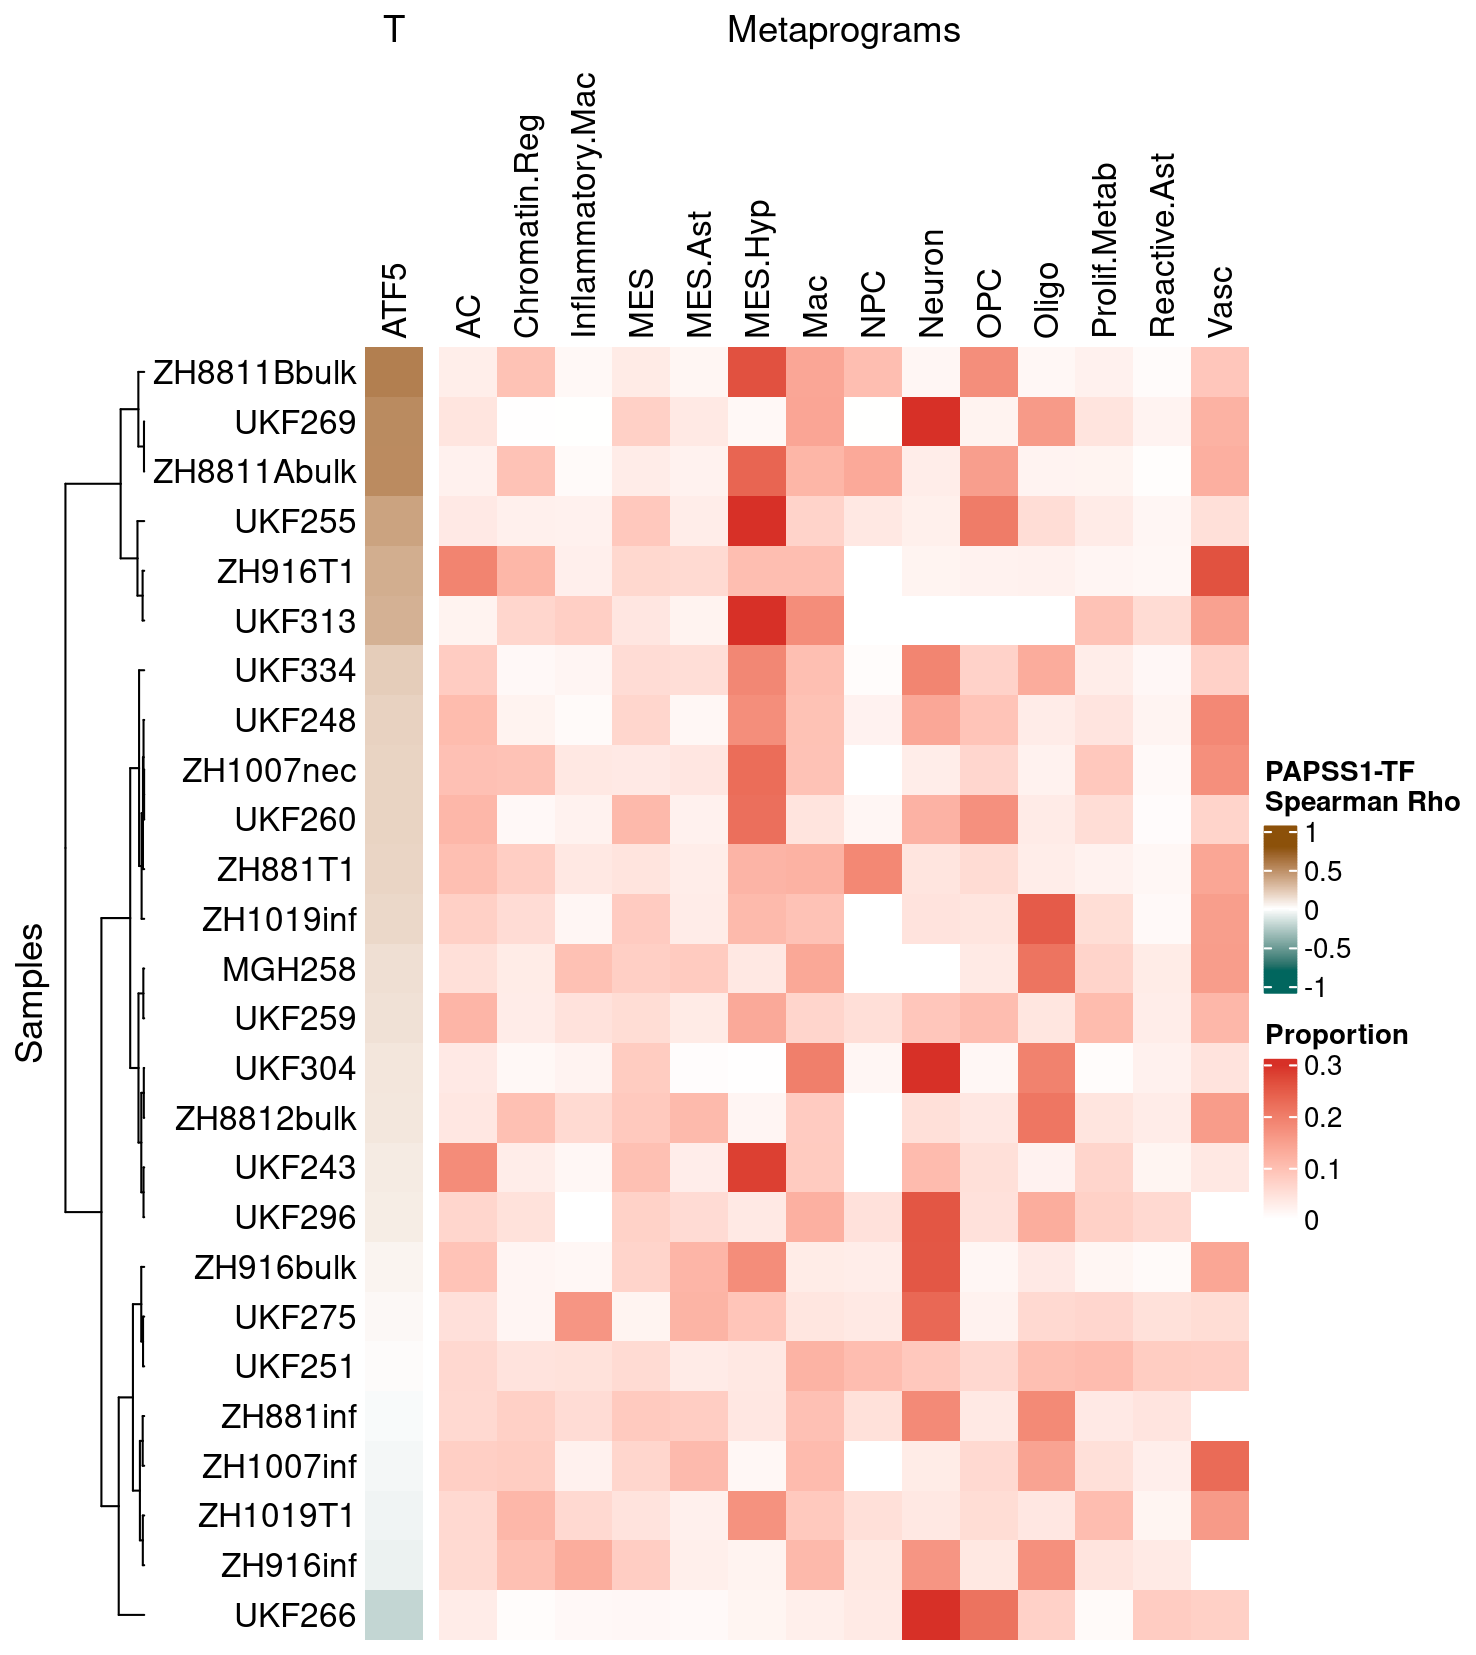 T
Metaprograms
ATF5
AC
Chromatin.Reg
Inflammatory.Mac
MES
MES.Ast
MES.Hyp
Mac
NPC
Neuron
OPC
Oligo
Prolif.Metab
Reactive.Ast
Vasc
Samples
ZH8811Bbulk
UKF269
ZH8811Abulk
UKF255
ZH916T1
UKF313
UKF334
UKF248
ZH1007nec
UKF260
ZH881T1
ZH1019inf
MGH258
UKF259
UKF304
ZH8812bulk
UKF243
UKF296
ZH916bulk
UKF275
UKF251
ZH881inf
ZH1007inf
ZH1019T1
ZH916inf
UKF266
PAPSS1-TF
Spearman Rho
1
0.5
0
-0.5
-1
Proportion
0.3
0.2
0.1
0